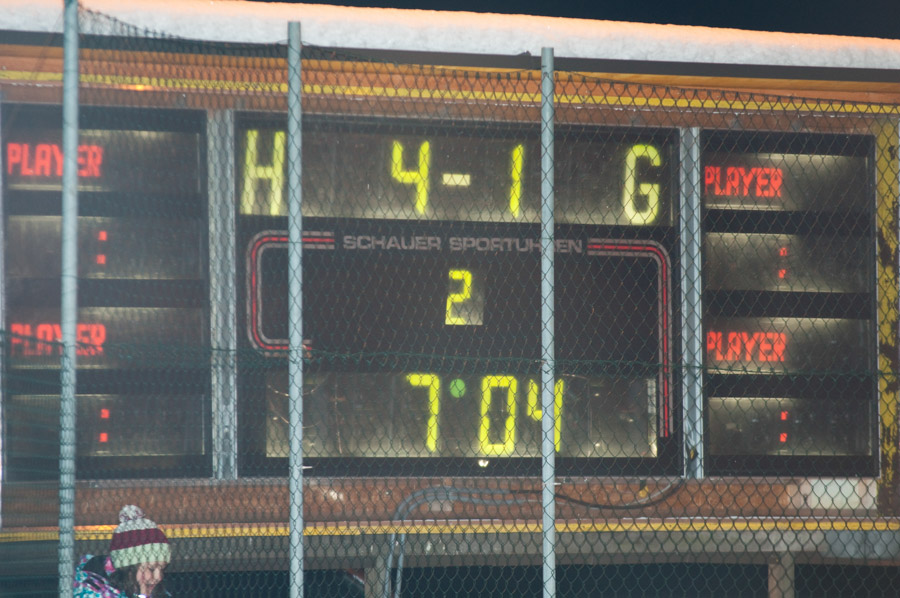 H 4-1 G
PLAYER PLAYER
: :
SCHAUER SPORTUHREN
2
PLAYER PLAYER
7:04
: :